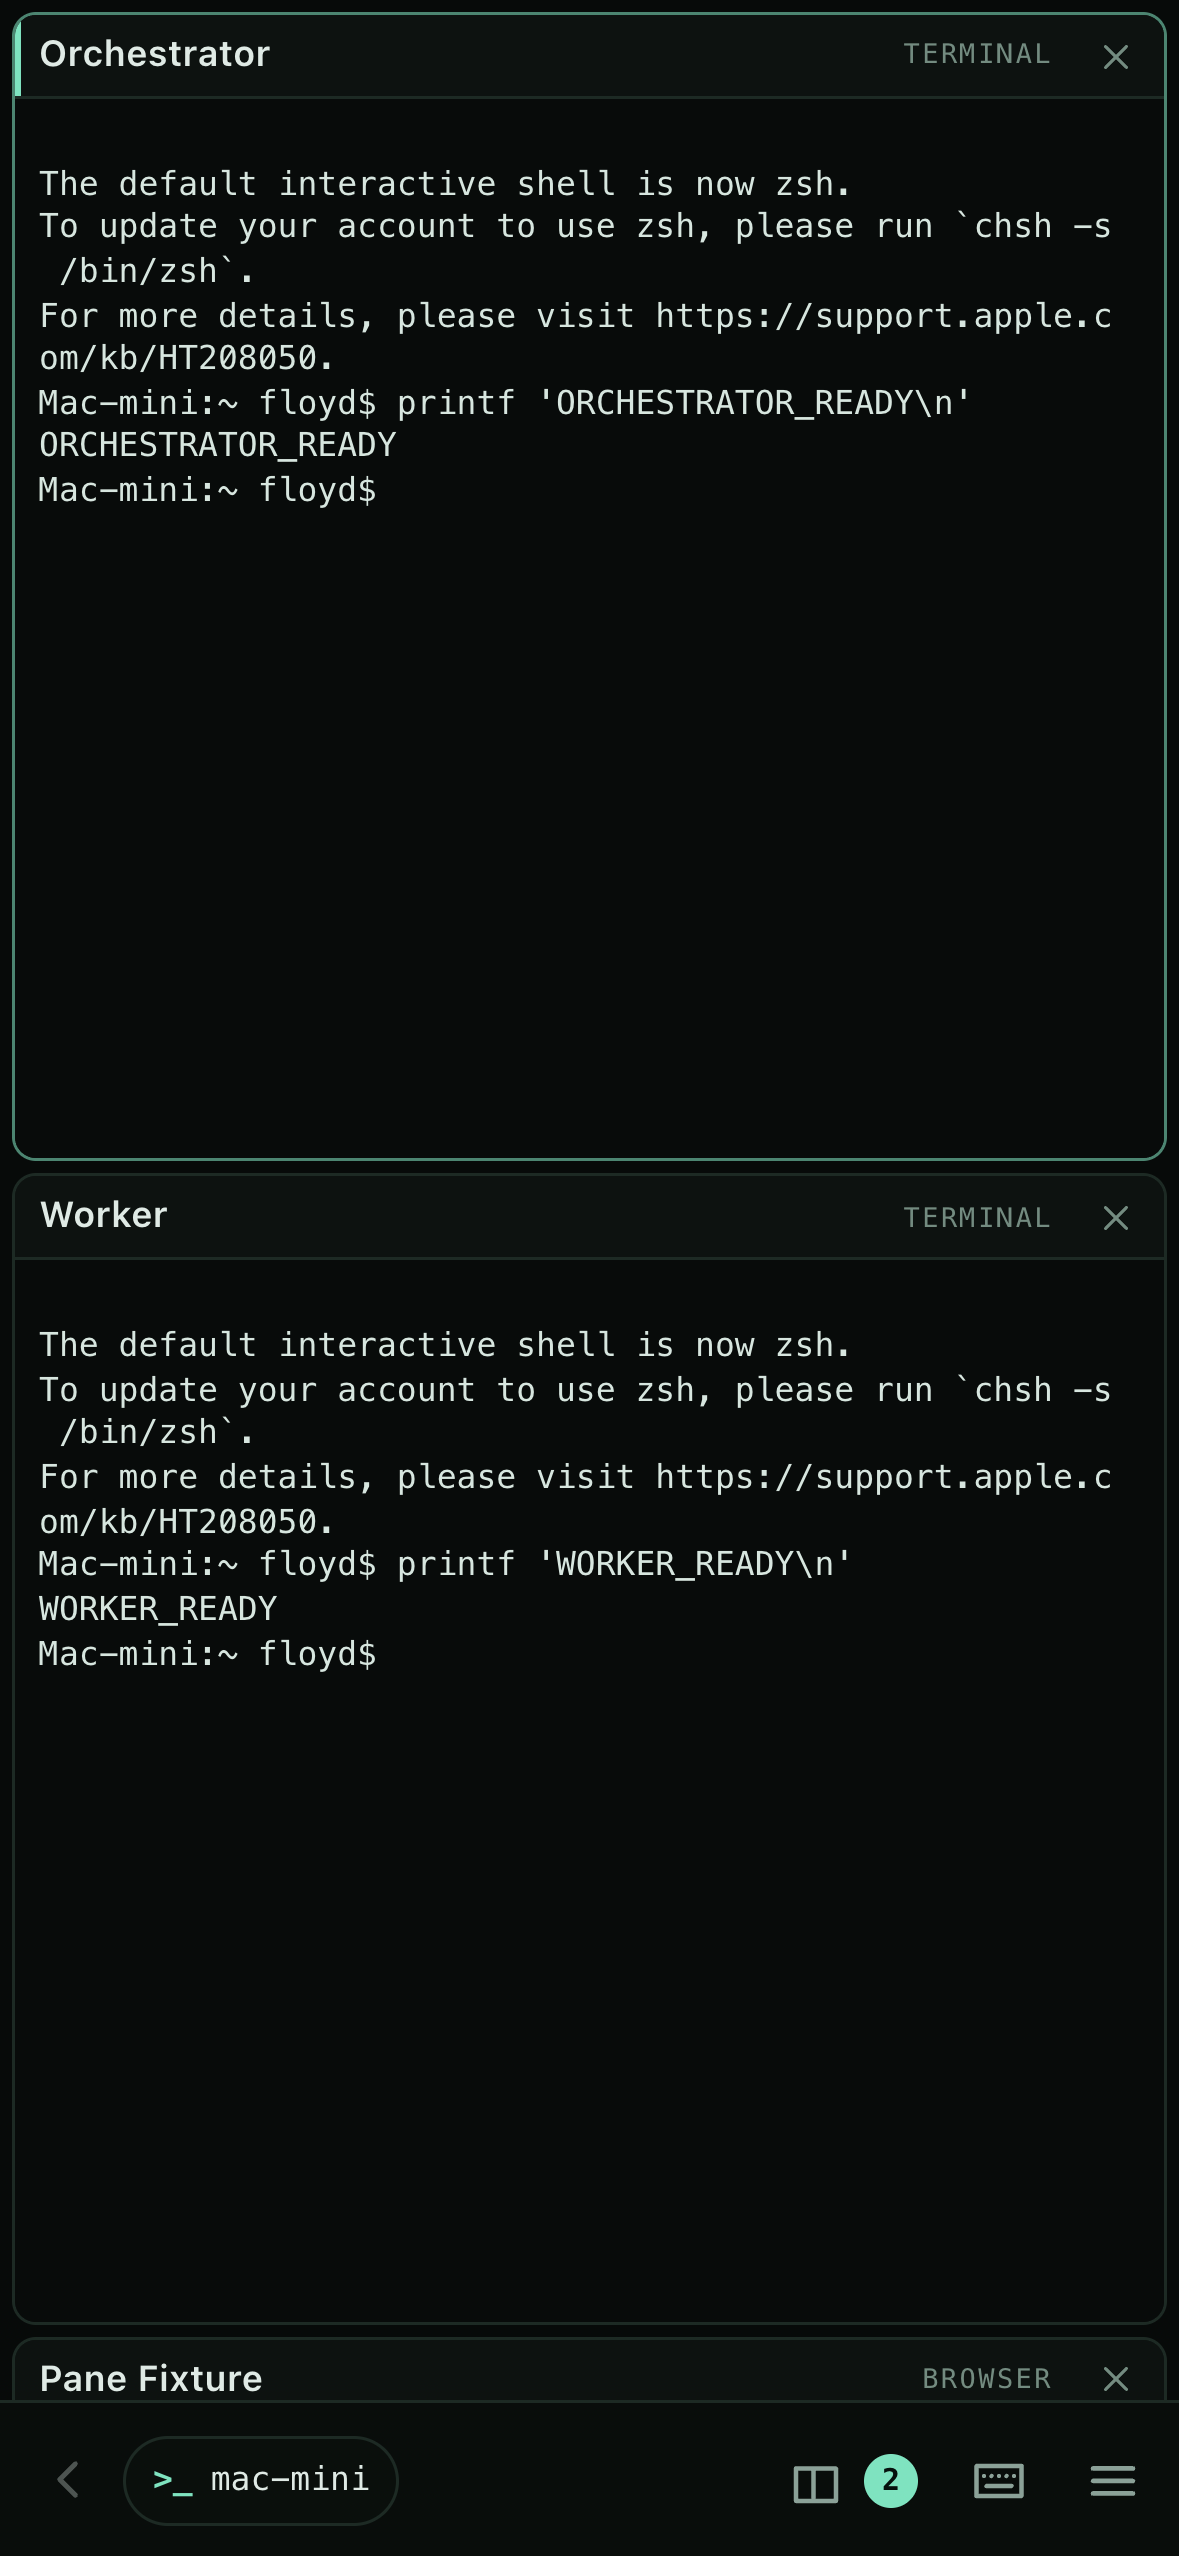 Orchestrator TERMINAL
The default interactive shell is now zsh.
To update your account to use zsh, please run `chsh -s
 /bin/zsh`.
For more details, please visit https://support.apple.c
om/kb/HT208050.
Mac-mini:~ floyd$ printf 'ORCHESTRATOR_READY\n'
ORCHESTRATOR_READY
Mac-mini:~ floyd$
Worker TERMINAL
The default interactive shell is now zsh.
To update your account to use zsh, please run `chsh -s
 /bin/zsh`.
For more details, please visit https://support.apple.c
om/kb/HT208050.
Mac-mini:~ floyd$ printf 'WORKER_READY\n'
WORKER_READY
Mac-mini:~ floyd$
Pane Fixture BROWSER
>_ mac-mini 2